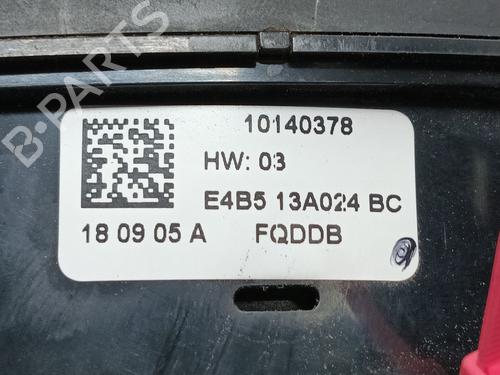 B-PARTS
10140378
HW: 03
E4B5 13A024 BC
18 09 05 A FQDDB